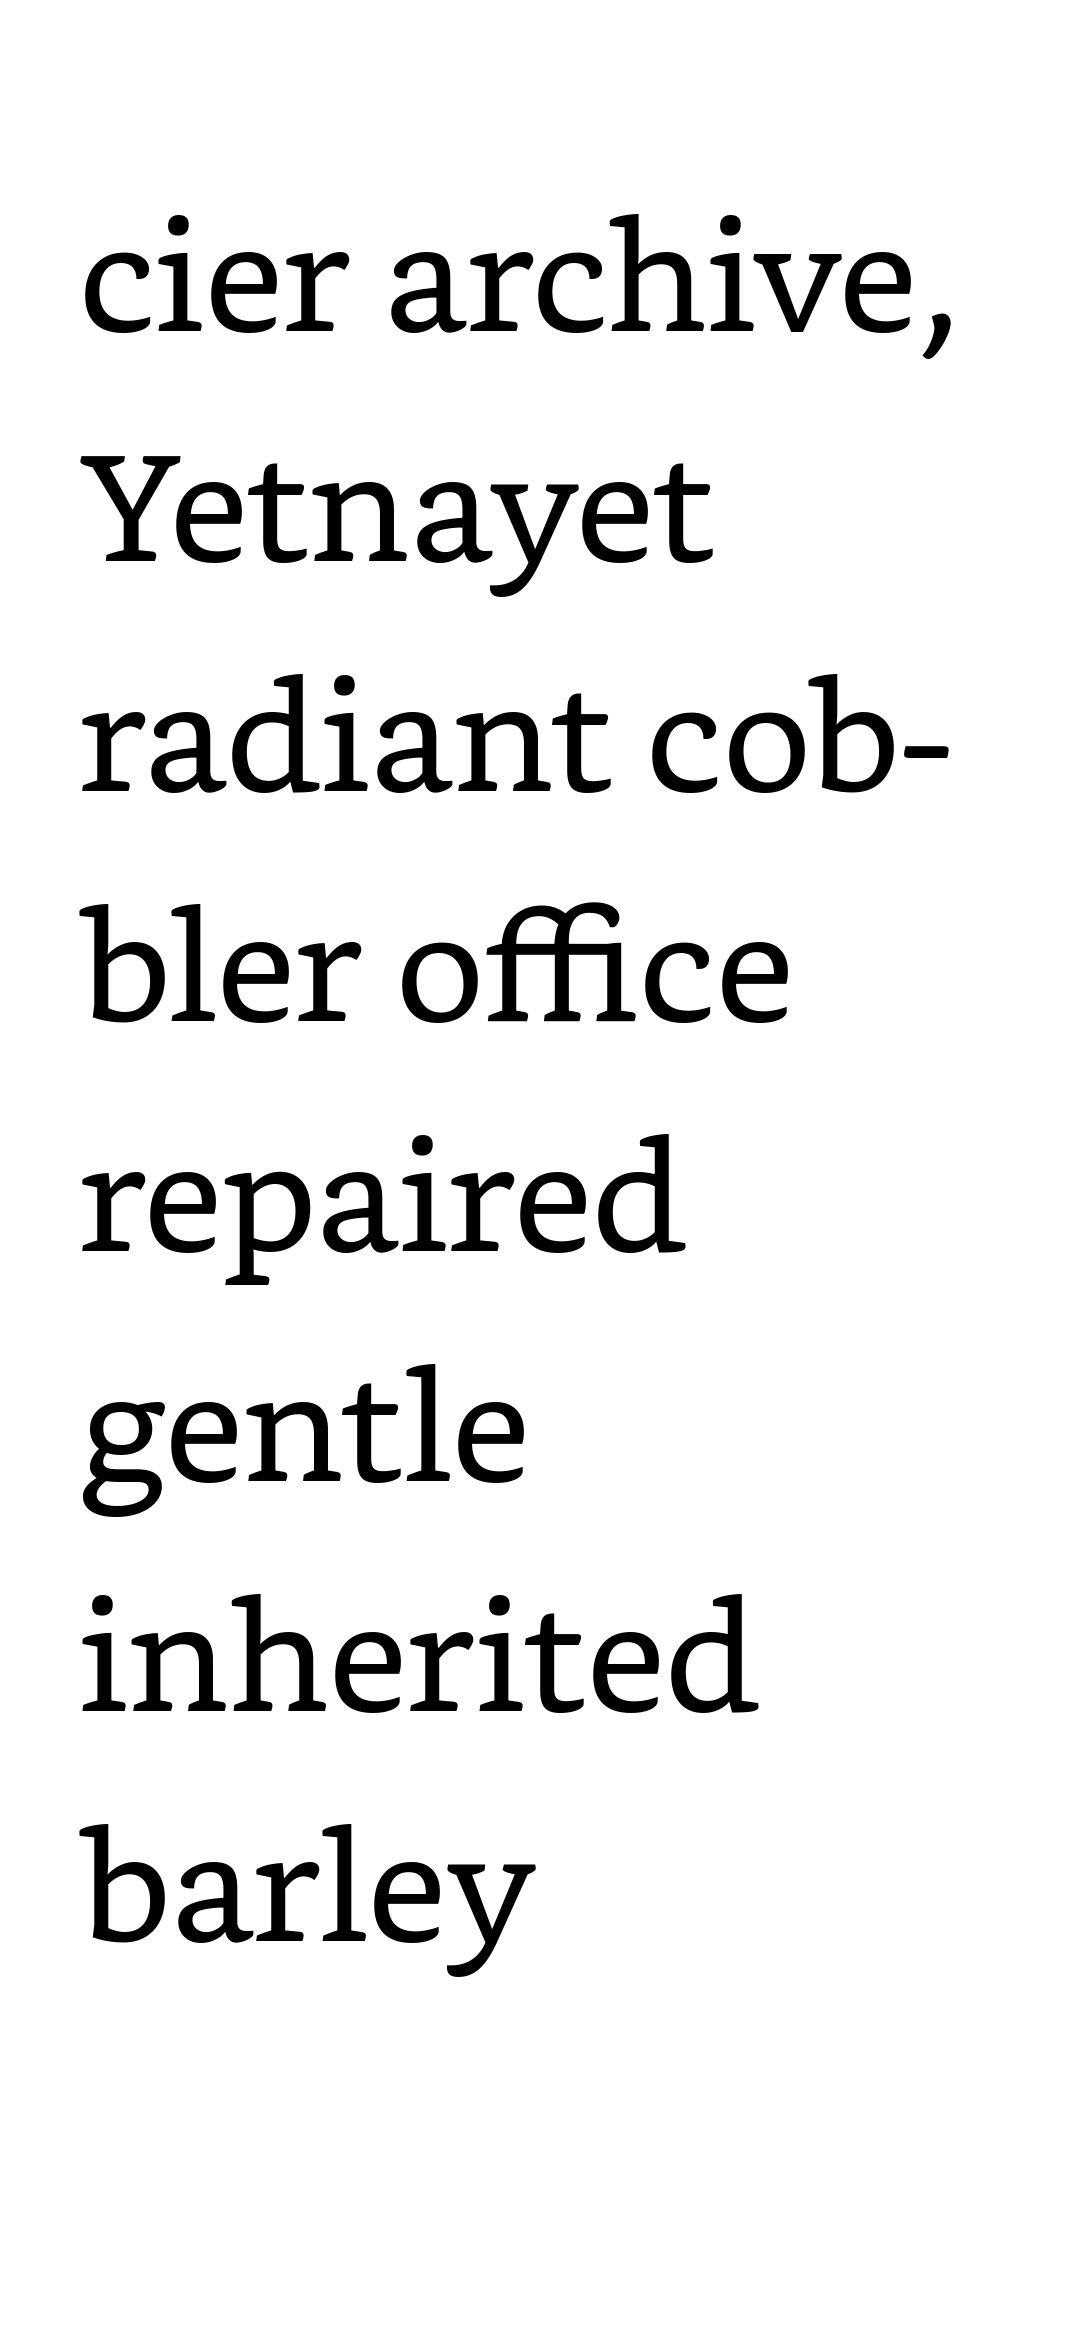 cier archive,
Yetnayet
radiant cob-
bler office
repaired
gentle
inherited
barley